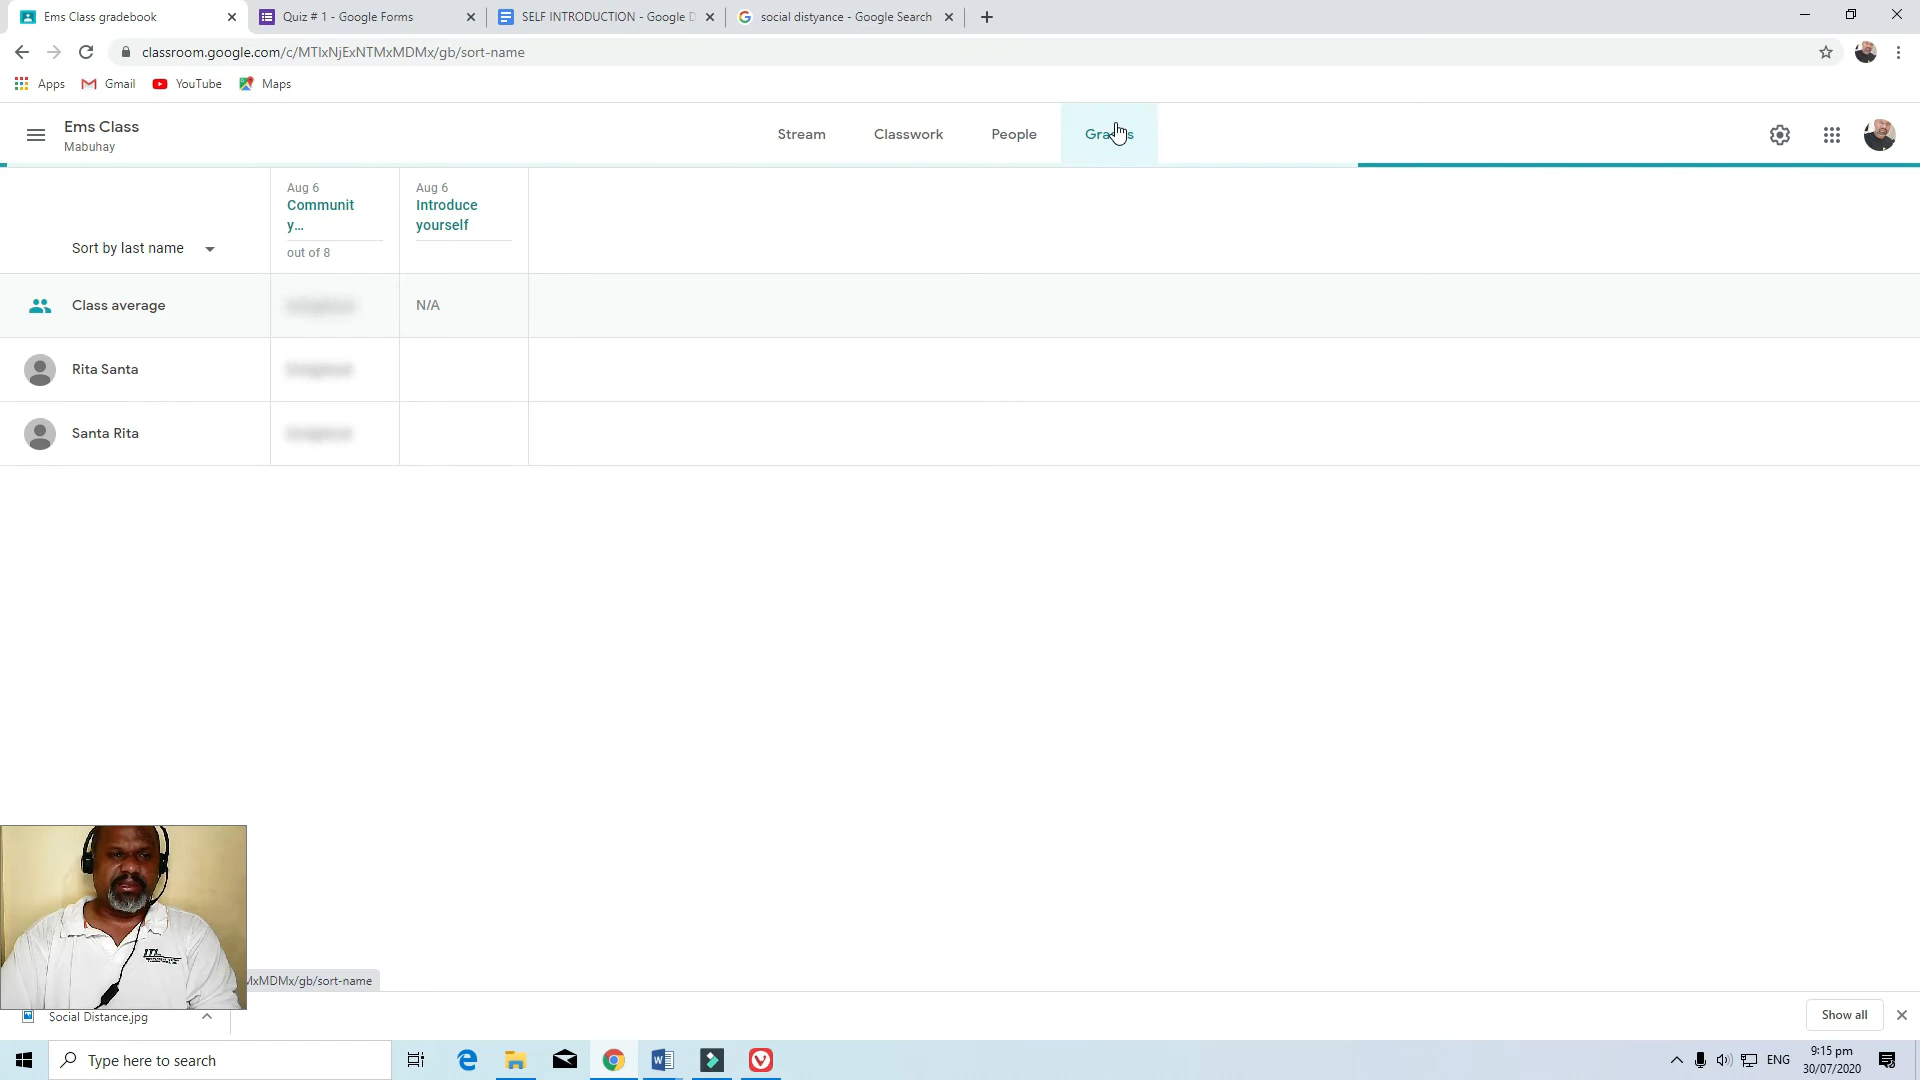 Ems Class gradebook
Quiz # 1 - Google Forms
SELF INTRODUCTION - Google D
social distyance - Google Search
classroom.google.com/c/MTIxNjExNTMxMDMx/gb/sort-name
Apps
Gmail
YouTube
Maps
Ems Class
Mabuhay
Stream
Classwork
People
Grades
Aug 6
Communit
y...
out of 8
Aug 6
Introduce
yourself
Sort by last name
Class average
N/A
Rita Santa
Santa Rita
MxMDMx/gb/sort-name
Social Distance.jpg
Show all
Type here to search
ENG
9:15 pm
30/07/2020